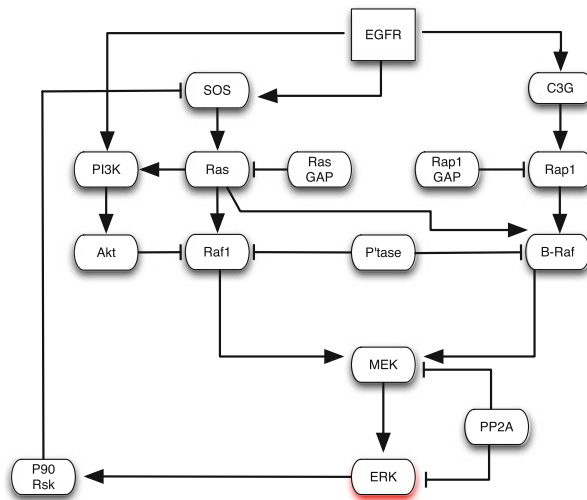 EGFR
SOS
C3G
PI3K
Ras
Ras
GAP
Rap1
GAP
Rap1
Akt
Raf1
P'tase
B-Raf
MEK
PP2A
P90
Rsk
ERK